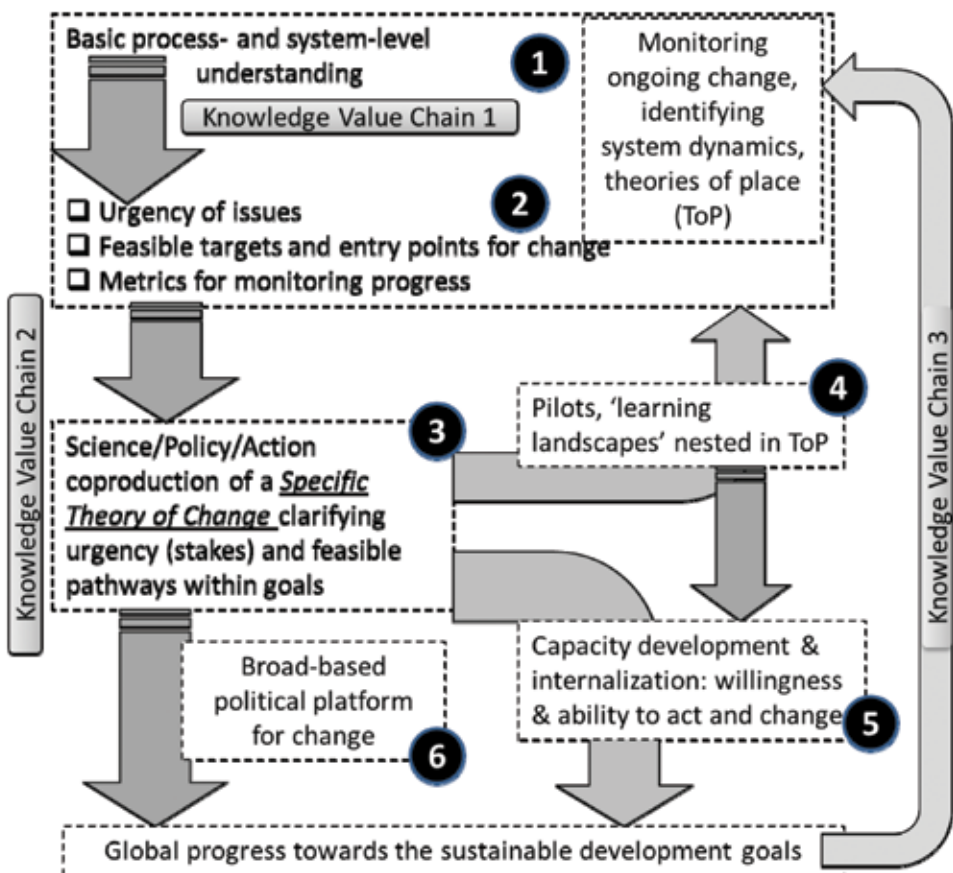 Basic process- and system-level
understanding
1
Knowledge Value Chain 1
Monitoring
ongoing change,
identifying
system dynamics,
theories of place
(ToP)
2
❑ Urgency of issues
❑ Feasible targets and entry points for change
❑ Metrics for monitoring progress
Knowledge Value Chain 2
Knowledge Value Chain 3
3
Science/Policy/Action
coproduction of a Specific
Theory of Change clarifying
urgency (stakes) and feasible
pathways within goals
4
Pilots, ‘learning
landscapes’ nested in ToP
Capacity development &
internalization: willingness
& ability to act and change
5
Broad-based
political platform
for change
6
Global progress towards the sustainable development goals